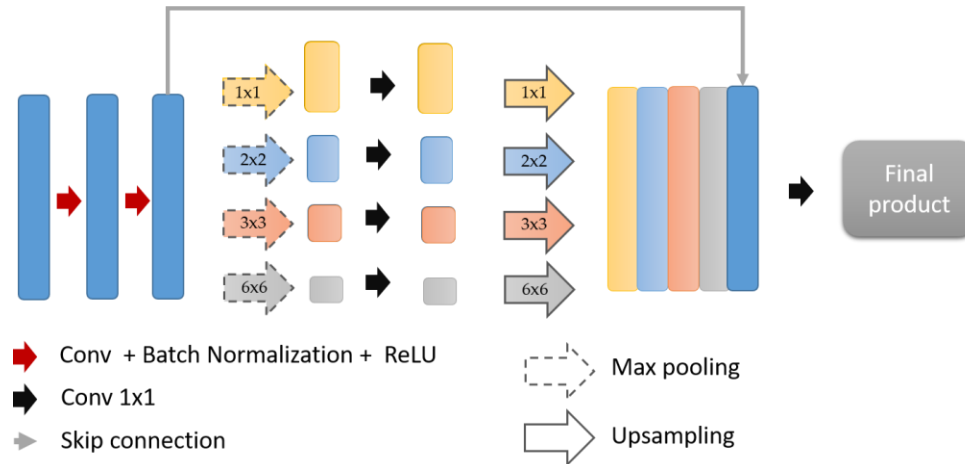 1x1
1x1
2x2
2x2
3x3
3x3
6x6
6x6
Final
product
Conv + Batch Normalization + ReLU
Conv 1x1
Skip connection
Max pooling
Upsampling